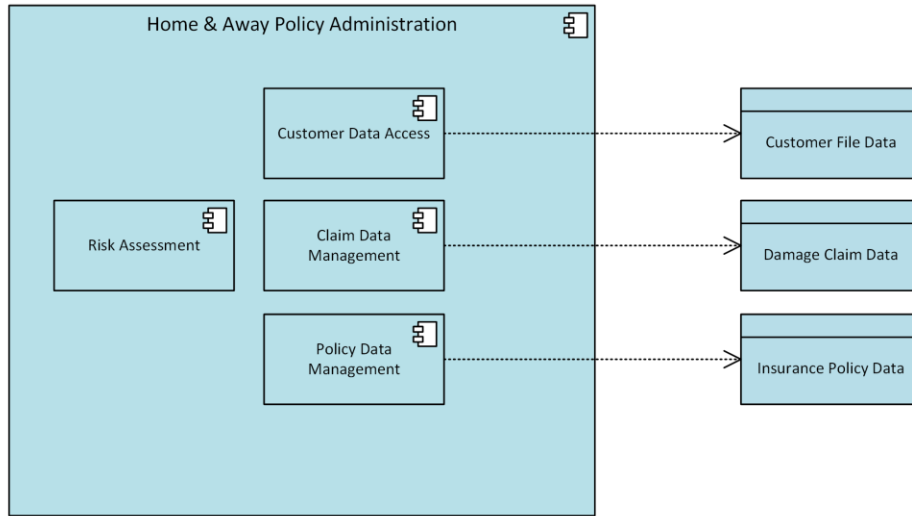 Home & Away Policy Administration
Customer Data Access
Customer File Data
Risk Assessment
Claim Data
Management
Damage Claim Data
Policy Data
Management
Insurance Policy Data